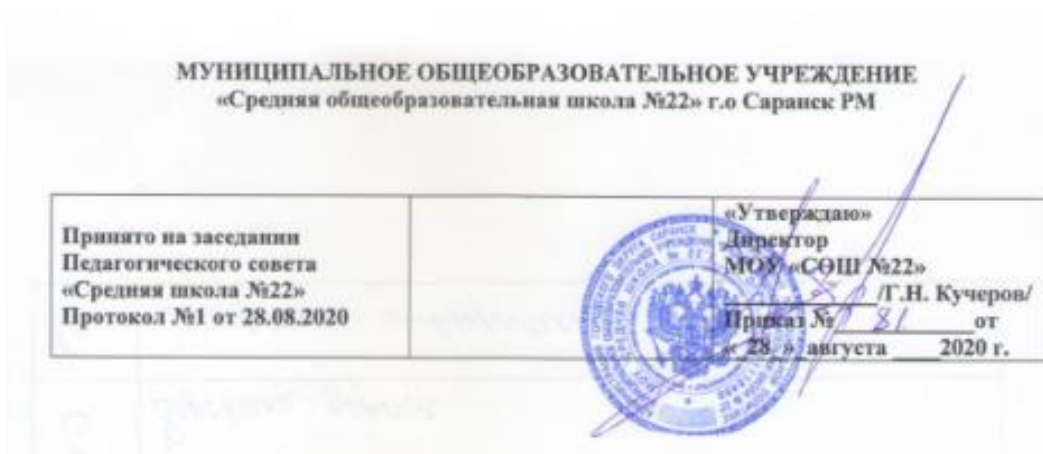 МУНИЦИПАЛЬНОЕ ОБЩЕОБРАЗОВАТЕЛЬНОЕ УЧРЕЖДЕНИЕ
«Средняя общеобразовательная школа №22» г.о Саранск РМ
Принято на заседании
Педагогического совета
«Средняя школа №22»
Протокол №1 от 28.08.2020
«Утверждаю»
Директор
МОУ «СОШ №22»
/Г.Н. Кучеров/
Приказ № 81 от
« 28 » августа 2020 г.